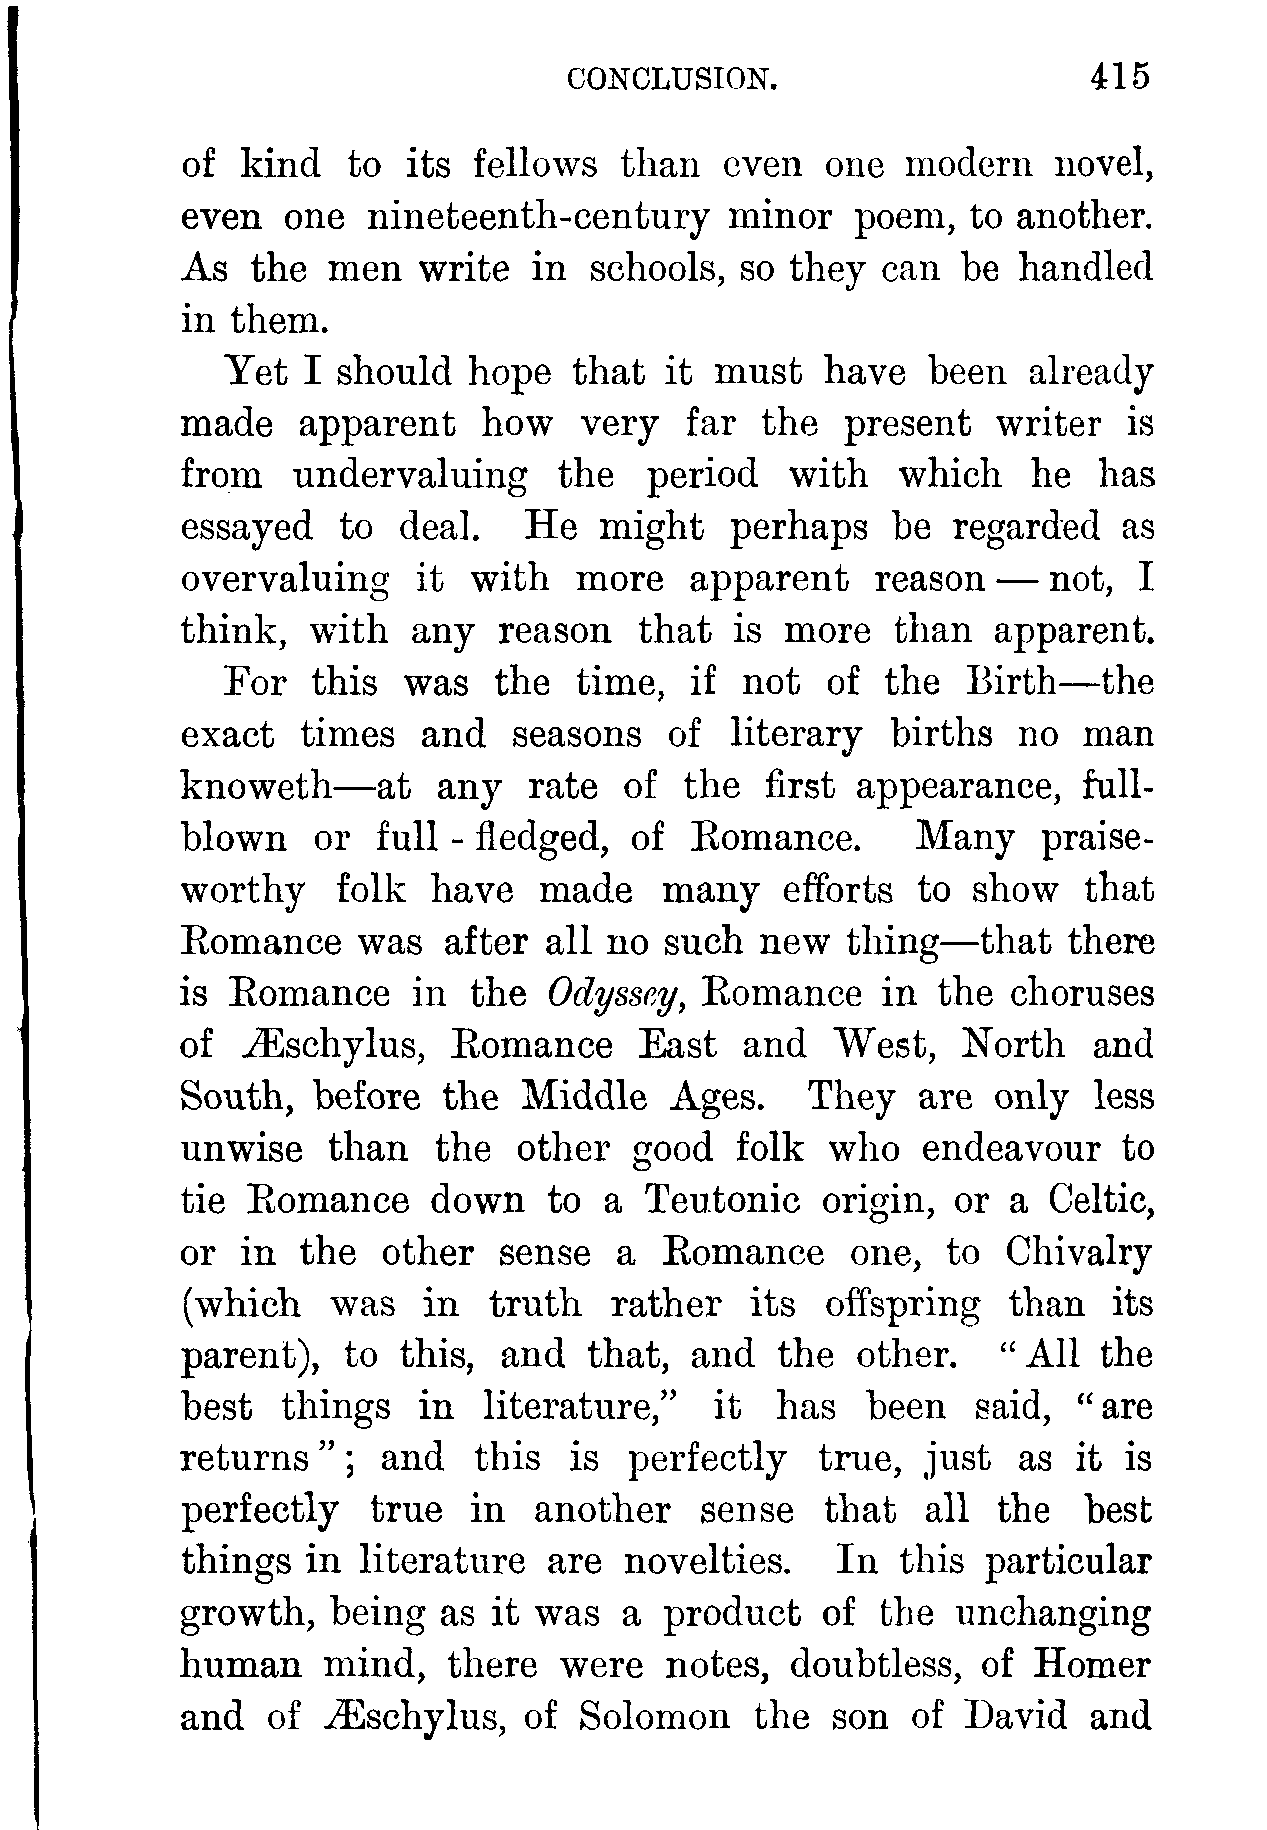 CONCLUSION. 415
of kind to its fellows than even one modern novel,
even one nineteenth-century minor poem, to another.
As the men write in schools, so they can be handled
in them.
Yet I should hope that it must have been already
made apparent how very far the present writer is
from undervaluing the period with which he has
essayed to deal. He might perhaps be regarded as
overvaluing it with more apparent reason — not, I
think, with any reason that is more than apparent.
For this was the time, if not of the Birth—the
exact times and seasons of literary births no man
knoweth—at any rate of the first appearance, full-
blown or full - fledged, of Romance. Many praise-
worthy folk have made many efforts to show that
Romance was after all no such new thing—that there
is Romance in the Odyssey, Romance in the choruses
of Æschylus, Romance East and West, North and
South, before the Middle Ages. They are only less
unwise than the other good folk who endeavour to
tie Romance down to a Teutonic origin, or a Celtic,
or in the other sense a Romance one, to Chivalry
(which was in truth rather its offspring than its
parent), to this, and that, and the other. “All the
best things in literature,” it has been said, “are
returns”; and this is perfectly true, just as it is
perfectly true in another sense that all the best
things in literature are novelties. In this particular
growth, being as it was a product of the unchanging
human mind, there were notes, doubtless, of Homer
and of Æschylus, of Solomon the son of David and